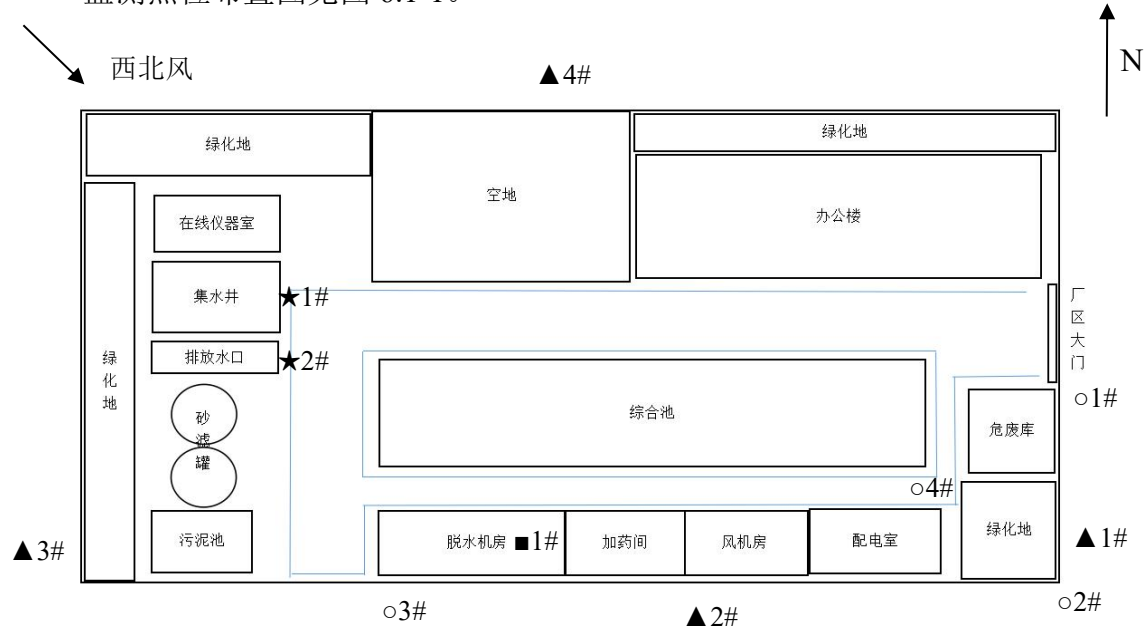 N
西北风
▲4#
绿化地
绿化地
空地
办公楼
在线仪器室
集水井
★1#
厂区大门
排放水口
★2#
绿化地
○1#
砂滤罐
综合池
危废库
○4#
污泥池
脱水机房
■1#
加药间
风机房
配电室
绿化地
▲1#
▲3#
○3#
▲2#
○2#